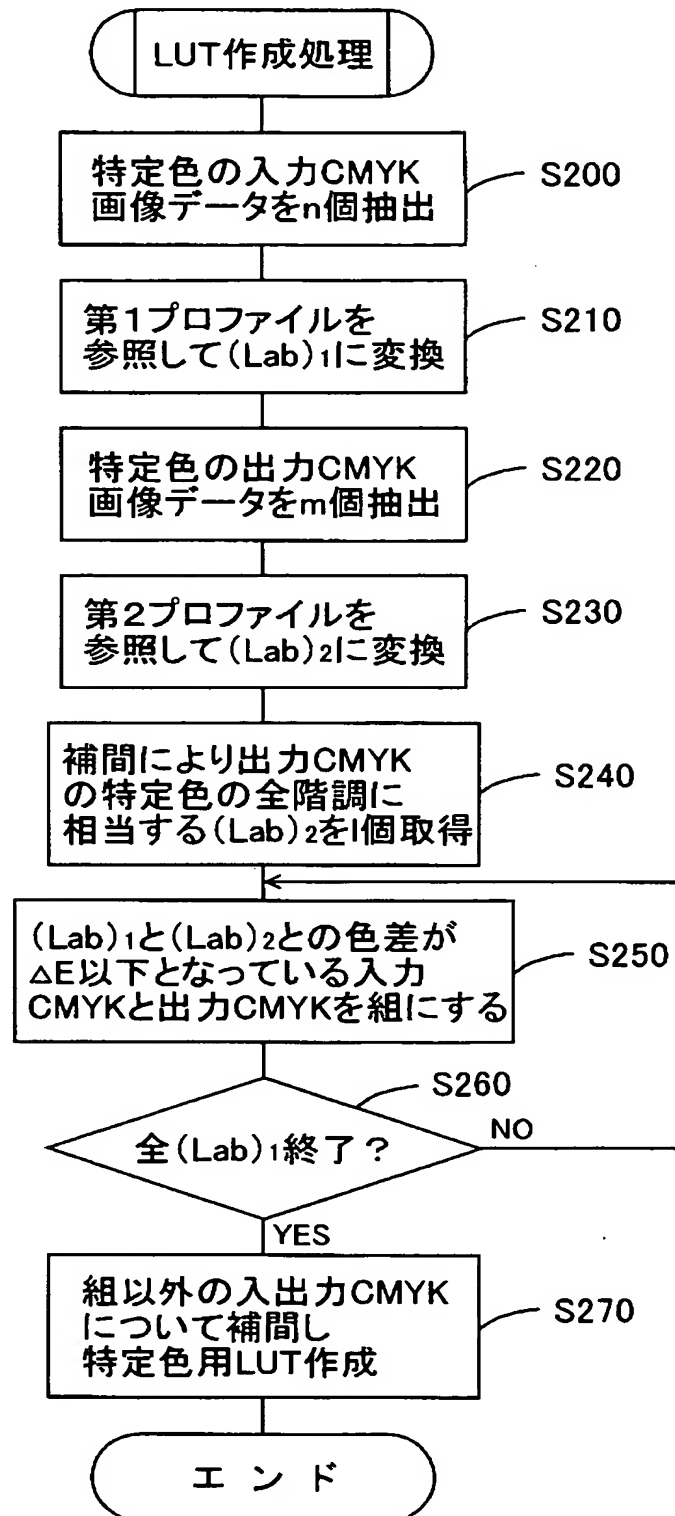 LUT作成処理
特定色の入力CMYK
画像データをn個抽出
S200
第1プロファイルを
参照して(Lab)₁に変換
S210
特定色の出力CMYK
画像データをm個抽出
S220
第2プロファイルを
参照して(Lab)₂に変換
S230
補間により出力CMYK
の特定色の全階調に
相当する(Lab)₂をl個取得
S240
(Lab)₁と(Lab)₂との色差が
△E以下となっている入力
CMYKと出力CMYKを組にする
S250
S260
全(Lab)₁終了？
NO
YES
組以外の入出力CMYK
について補間し
特定色用LUT作成
S270
エンド